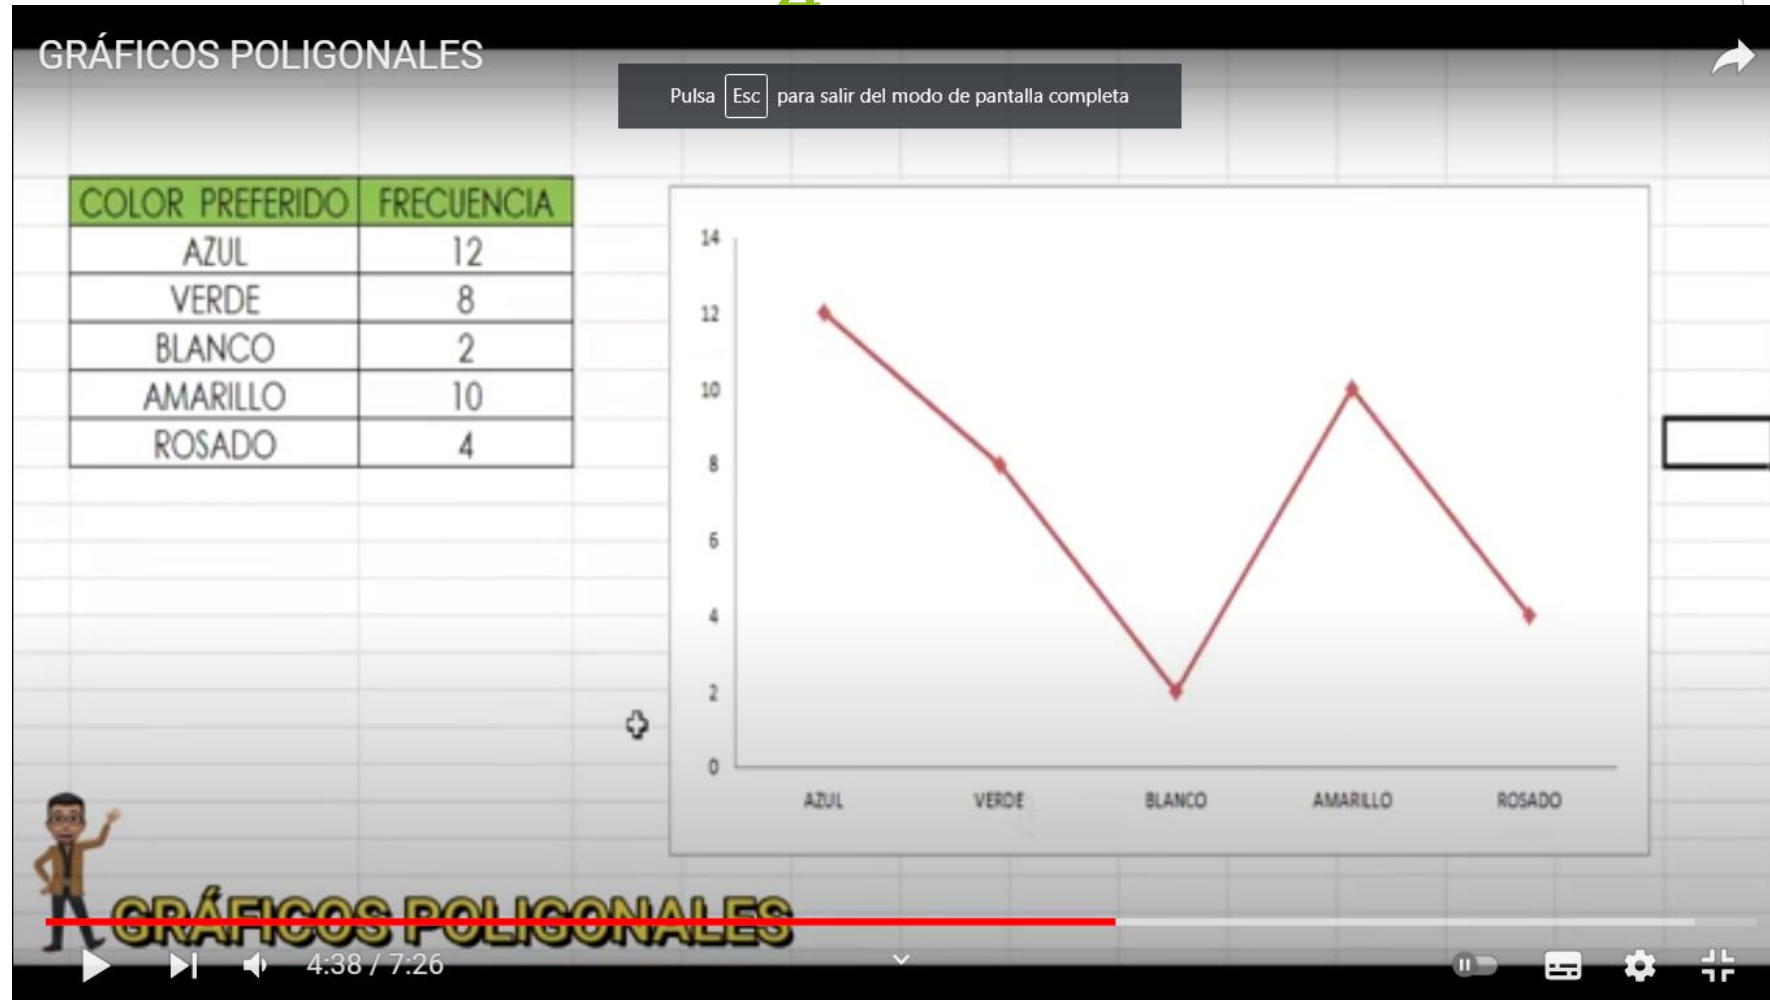 GRÁFICOS POLIGONALES
Pulsa Esc para salir del modo de pantalla completa
COLOR PREFERIDO FRECUENCIA
AZUL 12
VERDE 8
BLANCO 2
AMARILLO 10
ROSADO 4
14
12
10
8
6
4
2
0
AZUL VERDE BLANCO AMARILLO ROSADO
GRÁFICOS POLIGONALES
4:38 / 7:26